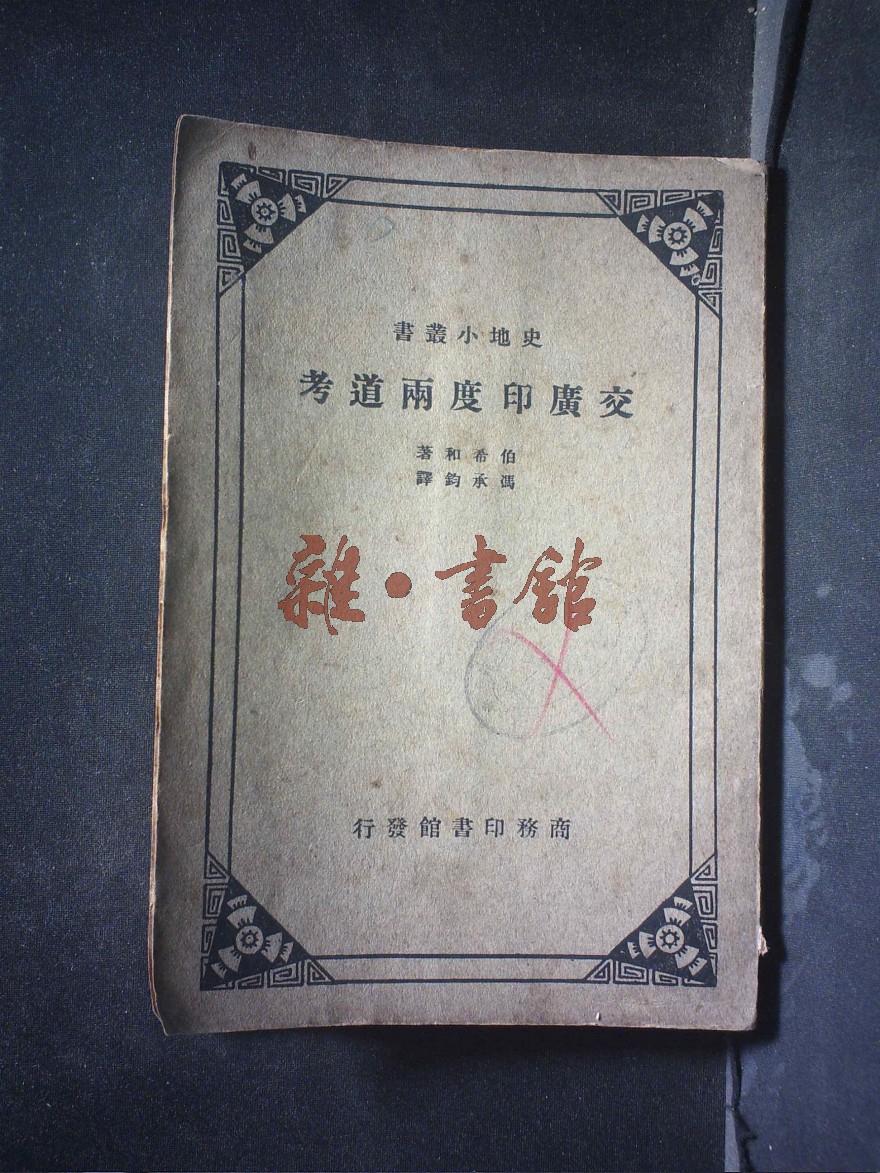 史地小叢書
交廣印度兩道考
伯希和著
馮承鈞譯
雜·書館
商務印書館發行